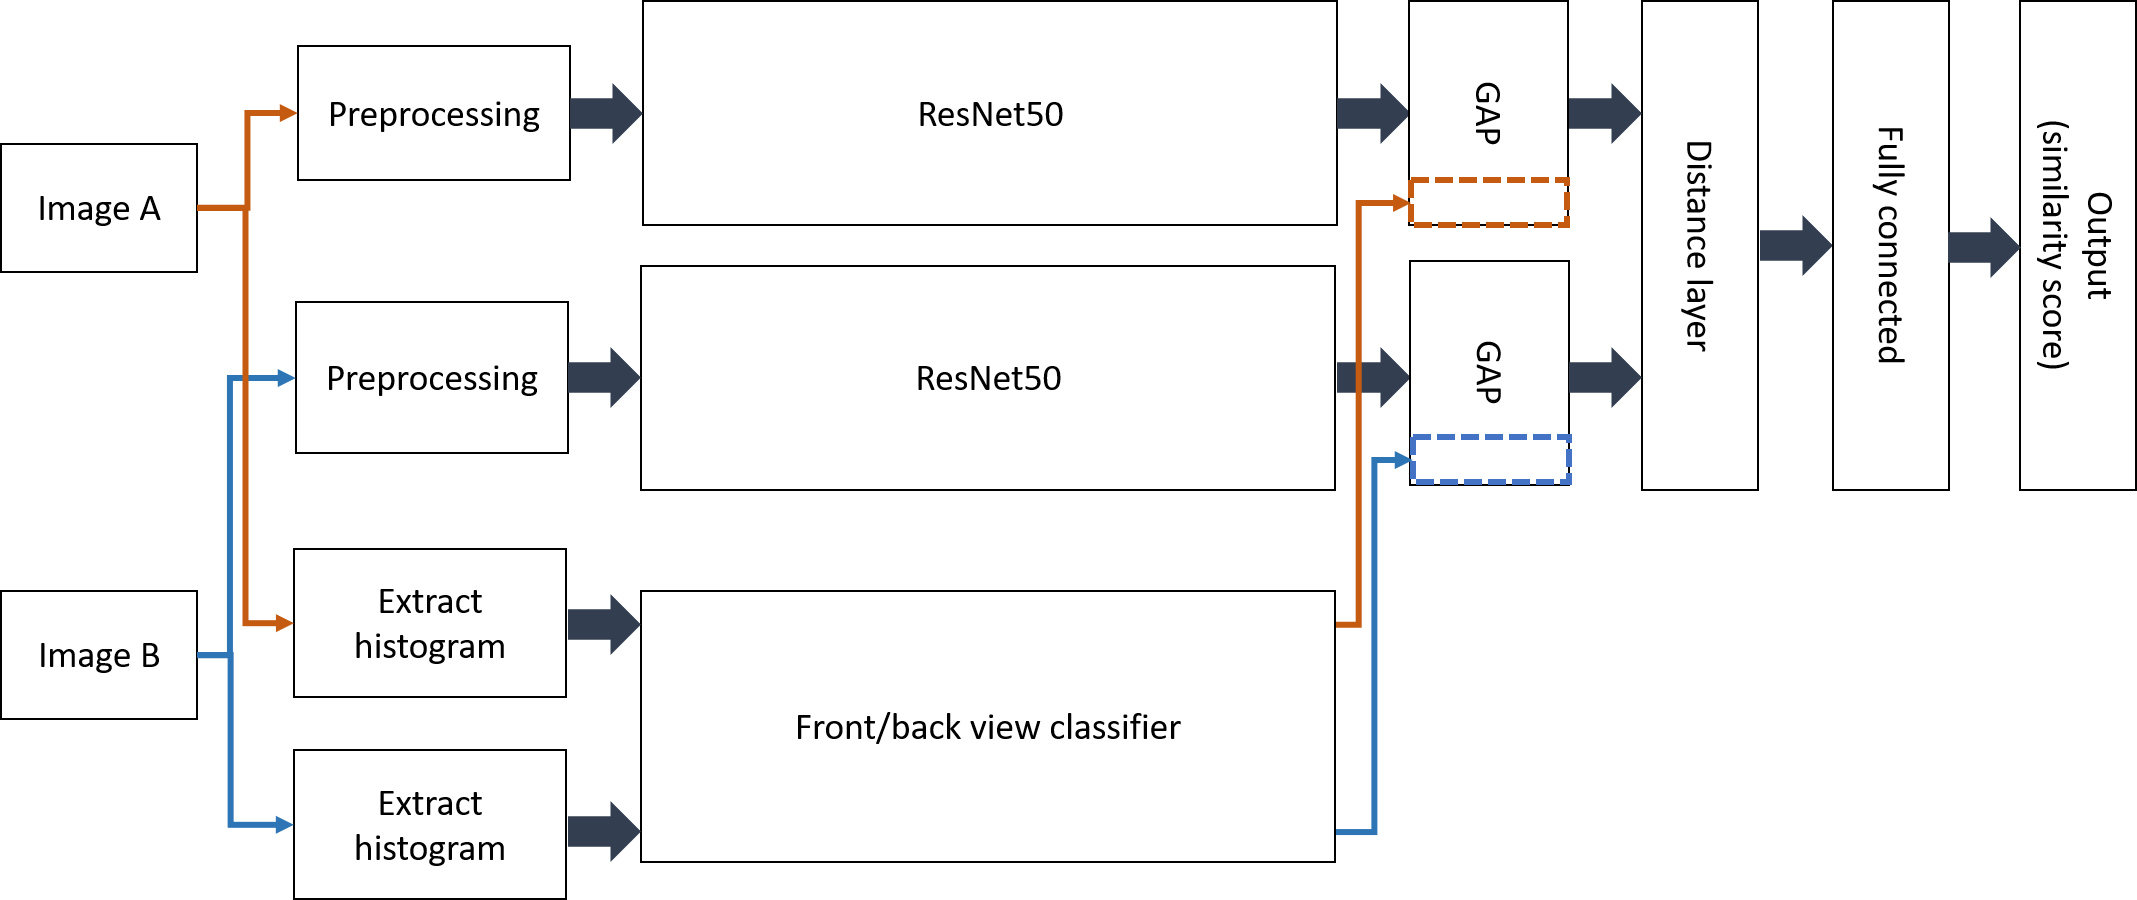 Image A
Preprocessing
ResNet50
GAP
Preprocessing
ResNet50
GAP
Distance layer
Fully connected
Output
(similarity score)
Image B
Extract
histogram
Front/back view classifier
Extract
histogram